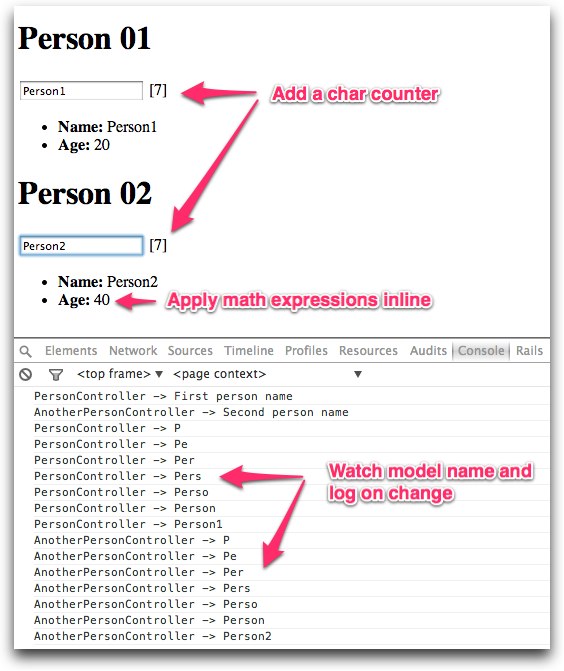 Person 01
Person1 [7]
Add a char counter
• Name: Person1
• Age: 20
Person 02
Person2 [7]
• Name: Person2
• Age: 40
Apply math expressions inline
Elements Network Sources Timeline Profiles Resources Audits Console Rails
<top frame> ▼ <page context> ▼
PersonController -> First person name
AnotherPersonController -> Second person name
PersonController -> P
PersonController -> Pe
PersonController -> Per
PersonController -> Pers
PersonController -> Perso
PersonController -> Person
PersonController -> Person1
Watch model name and
log on change
AnotherPersonController -> P
AnotherPersonController -> Pe
AnotherPersonController -> Per
AnotherPersonController -> Pers
AnotherPersonController -> Perso
AnotherPersonController -> Person
AnotherPersonController -> Person2